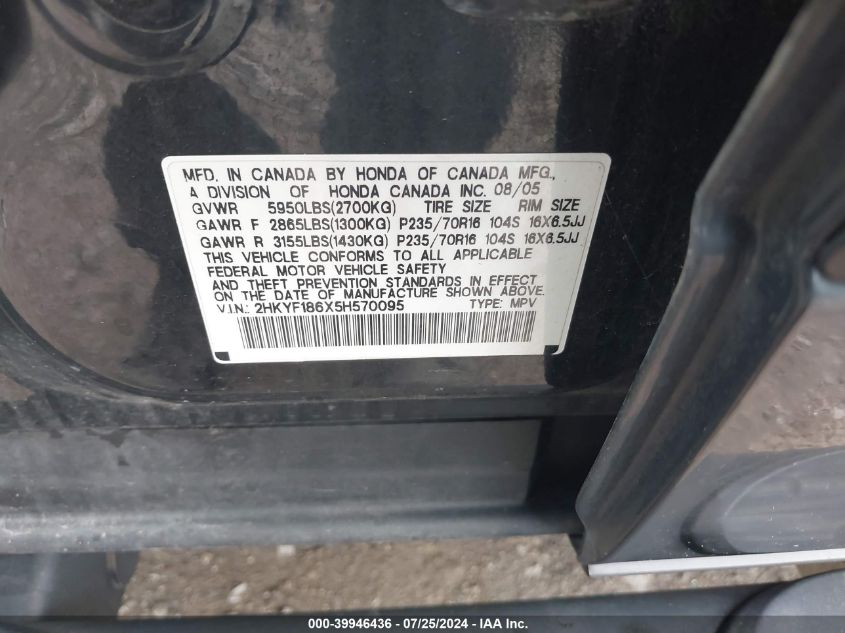 MFD. IN CANADA BY HONDA OF CANADA MFG.,
A DIVISION OF HONDA CANADA INC. 08/05
GVWR 5950LBS(2700KG) TIRE SIZE RIM SIZE
GAWR F 2865LBS(1300KG) P235/70R16 104S 16X6.5JJ
GAWR R 3155LBS(1430KG) P235/70R16 104S 16X6.5JJ
THIS VEHICLE CONFORMS TO ALL APPLICABLE
FEDERAL MOTOR VEHICLE SAFETY
AND THEFT PREVENTION STANDARDS IN EFFECT
ON THE DATE OF MANUFACTURE SHOWN ABOVE.
V.I.N.: 2HKYF186X5H570095 TYPE: MPV
000-39946436 - 07/25/2024 - IAA Inc.